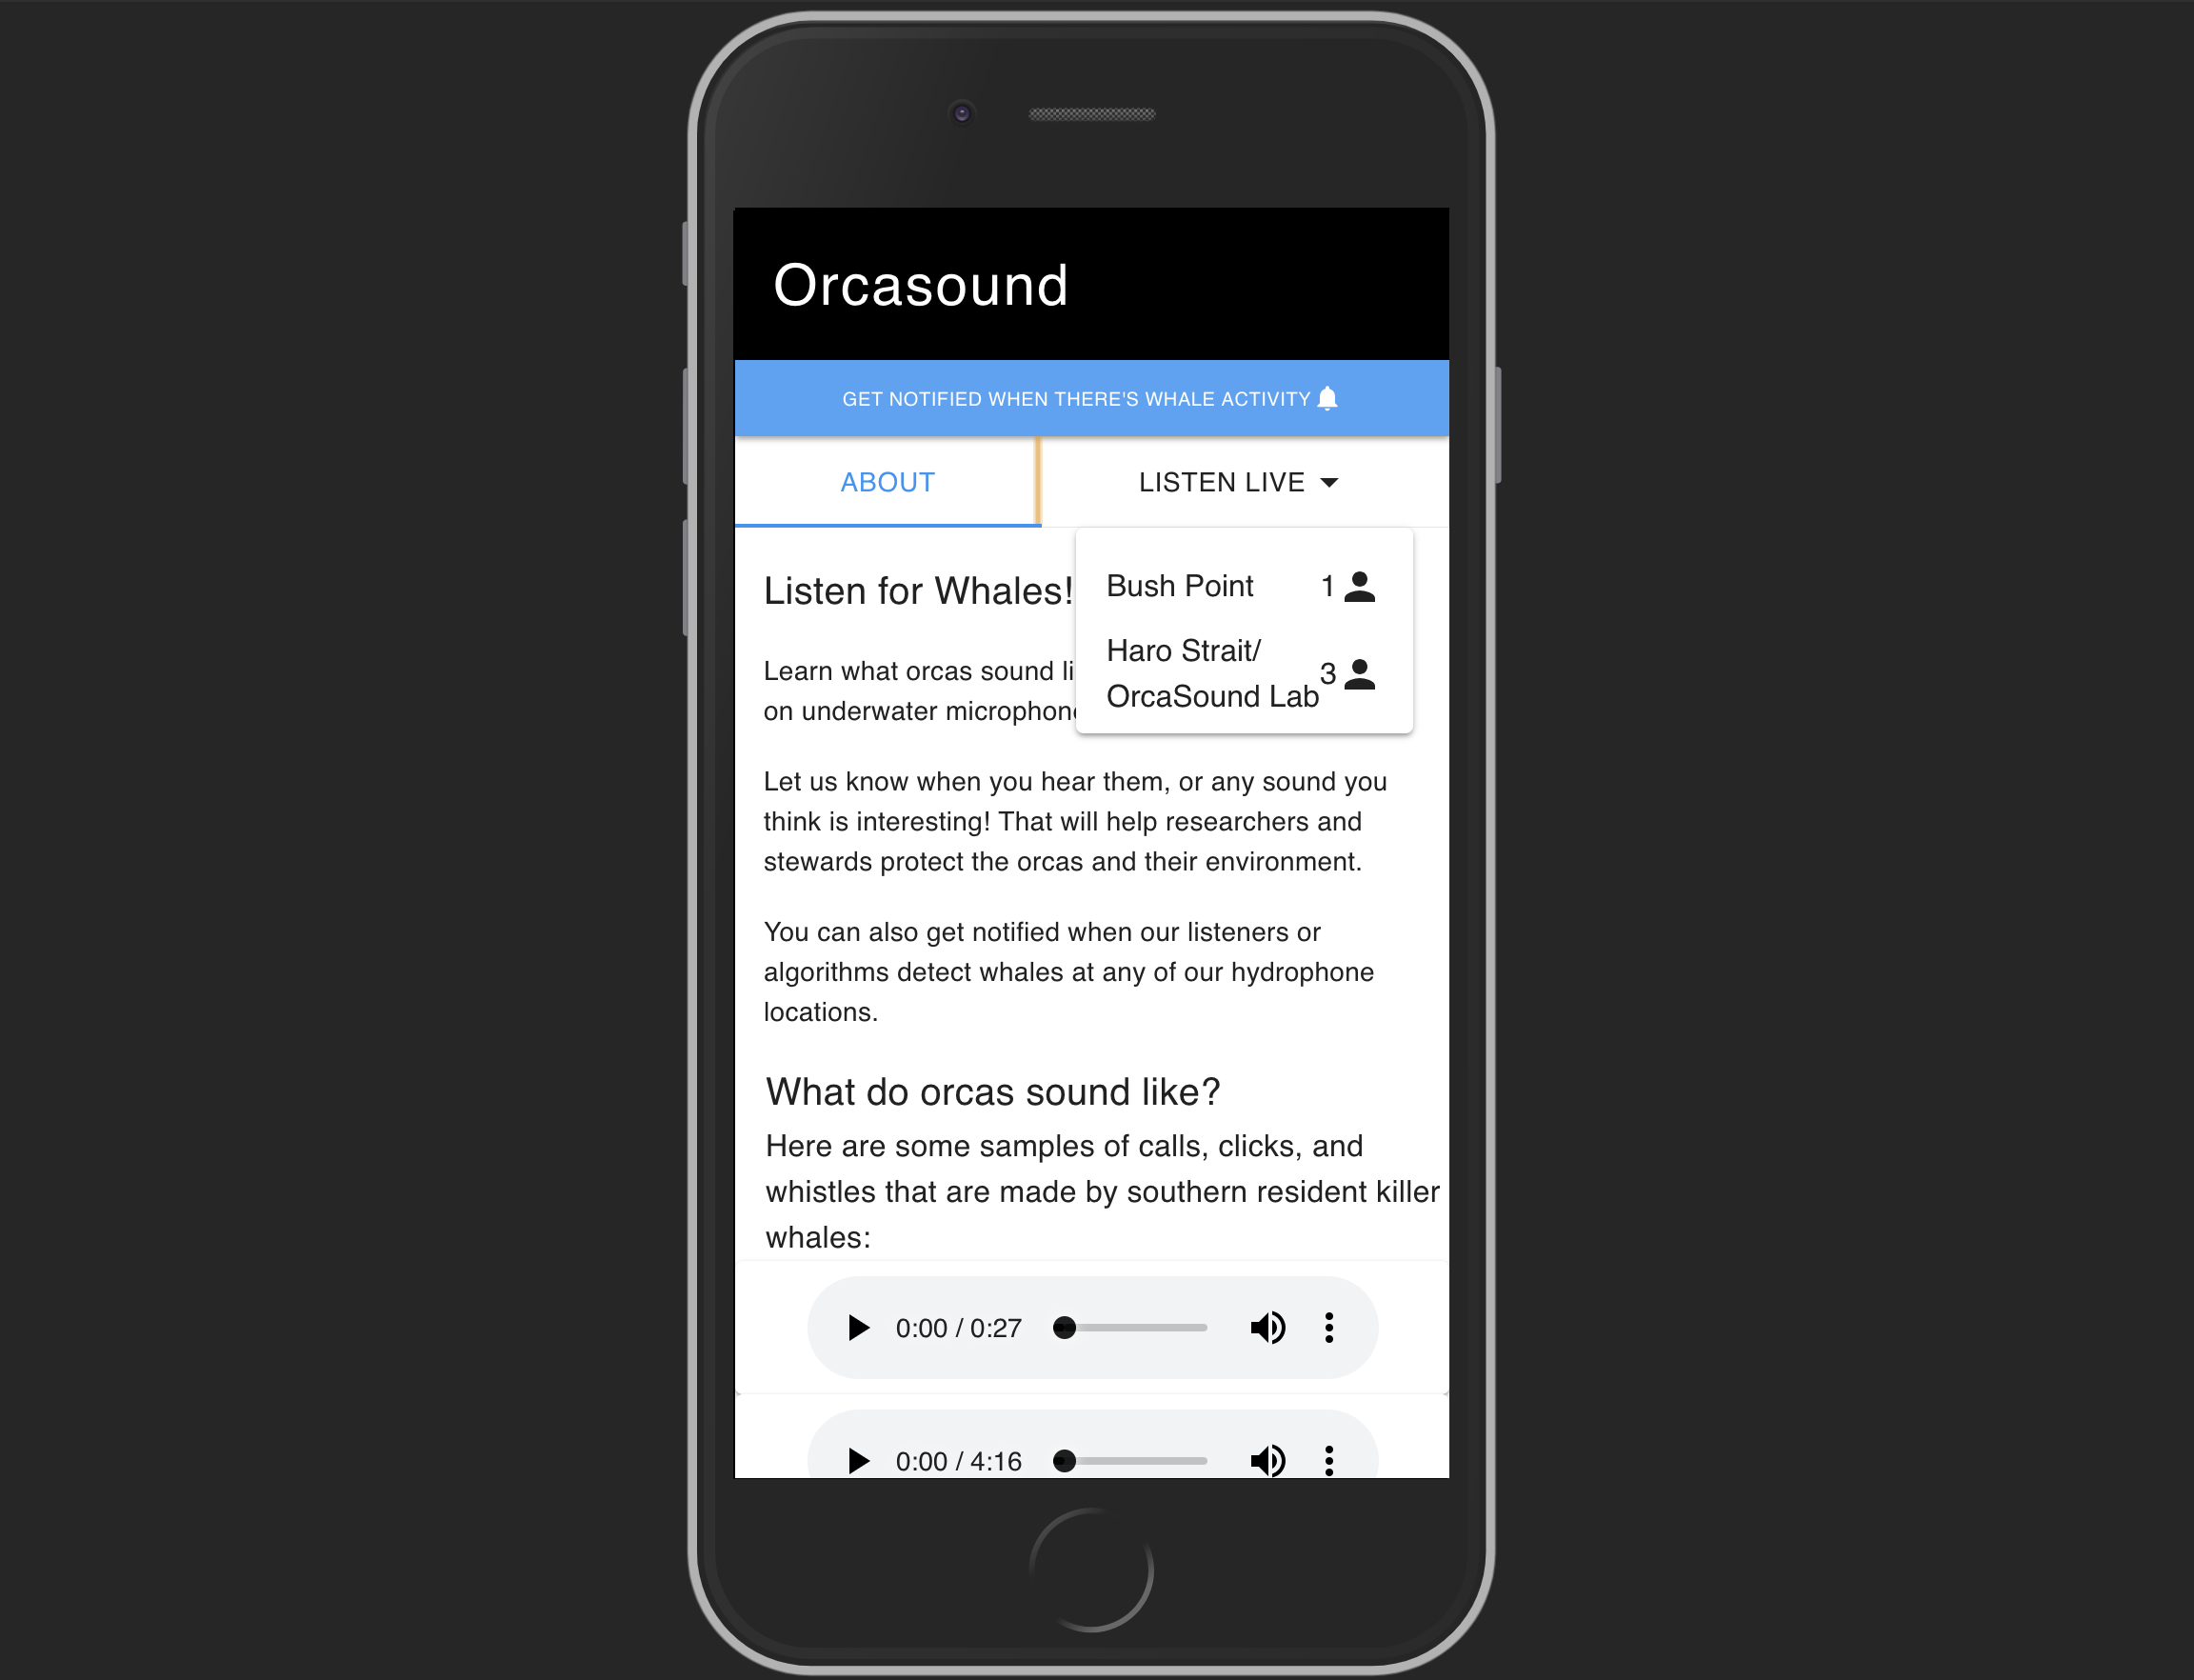 Orcasound
GET NOTIFIED WHEN THERE'S WHALE ACTIVITY
ABOUT
LISTEN LIVE
Bush Point 1
Haro Strait/
OrcaSound Lab 3
Listen for Whales!
Learn what orcas sound li
on underwater microphon
Let us know when you hear them, or any sound you
think is interesting! That will help researchers and
stewards protect the orcas and their environment.
You can also get notified when our listeners or
algorithms detect whales at any of our hydrophone
locations.
What do orcas sound like?
Here are some samples of calls, clicks, and
whistles that are made by southern resident killer
whales:
0:00 / 0:27
0:00 / 4:16